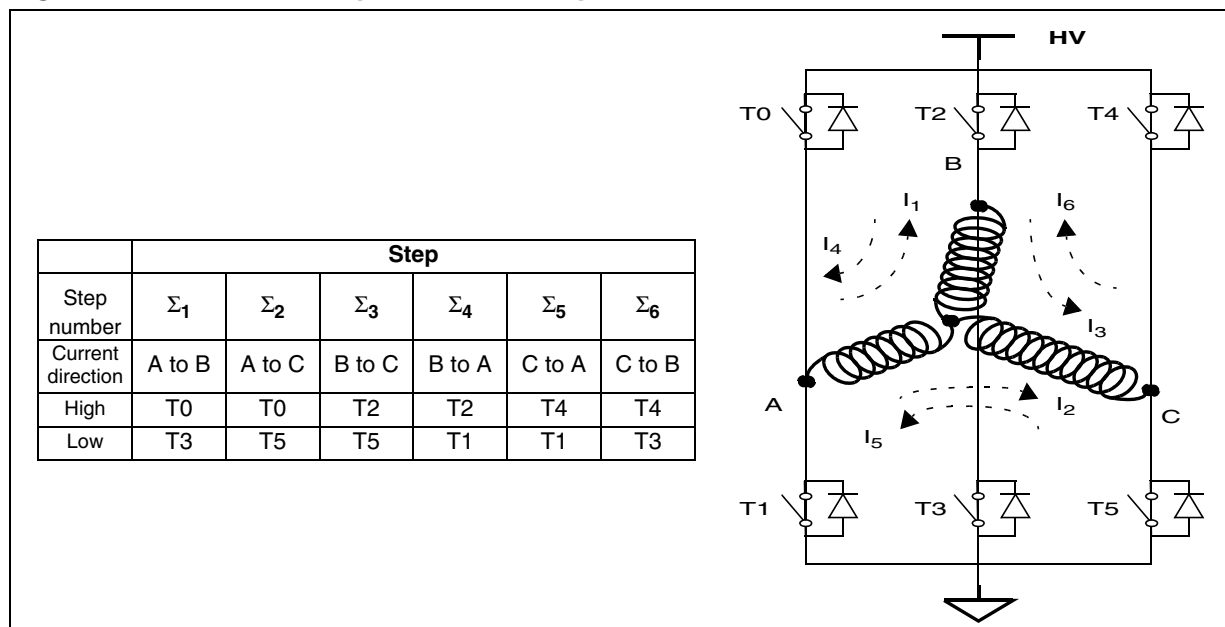 HV
T0
T2
T4
B
I₁
I₆
I₄
I₃
A
I₂
C
I₅
T1
T3
T5
Step
Step number Σ₁ Σ₂ Σ₃ Σ₄ Σ₅ Σ₆
Current direction A to B A to C B to C B to A C to A C to B
High T0 T0 T2 T2 T4 T4
Low T3 T5 T5 T1 T1 T3